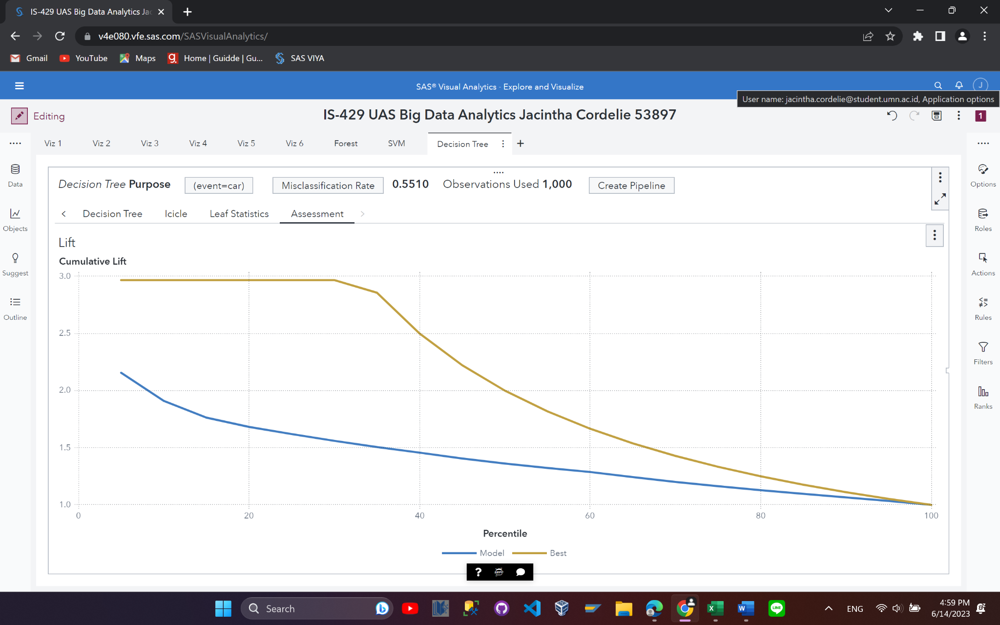 IS-429 UAS Big Data Analytics Jac
v4e080.vfe.sas.com/SASVisualAnalytics/
Gmail YouTube Maps Home | Guidde | Gu... SAS VIYA
SAS® Visual Analytics - Explore and Visualize J
User name: jacintha.cordelie@student.umn.ac.id, Application options
Editing IS-429 UAS Big Data Analytics Jacintha Cordelie 53897 1
Viz 1 Viz 2 Viz 3 Viz 4 Viz 5 Viz 6 Forest SVM Decision Tree
Data
Objects
Suggest
Outline
Decision Tree Purpose (event=car) Misclassification Rate 0.5510 Observations Used 1,000 Create Pipeline
Decision Tree Icicle Leaf Statistics Assessment
Lift
Cumulative Lift
3.0
2.5
2.0
1.5
1.0
0 20 40 60 80 100
Percentile
Model Best
Options
Roles
Actions
Rules
Filters
Ranks
? jupyter
Search ENG 4:59 PM
6/14/2023